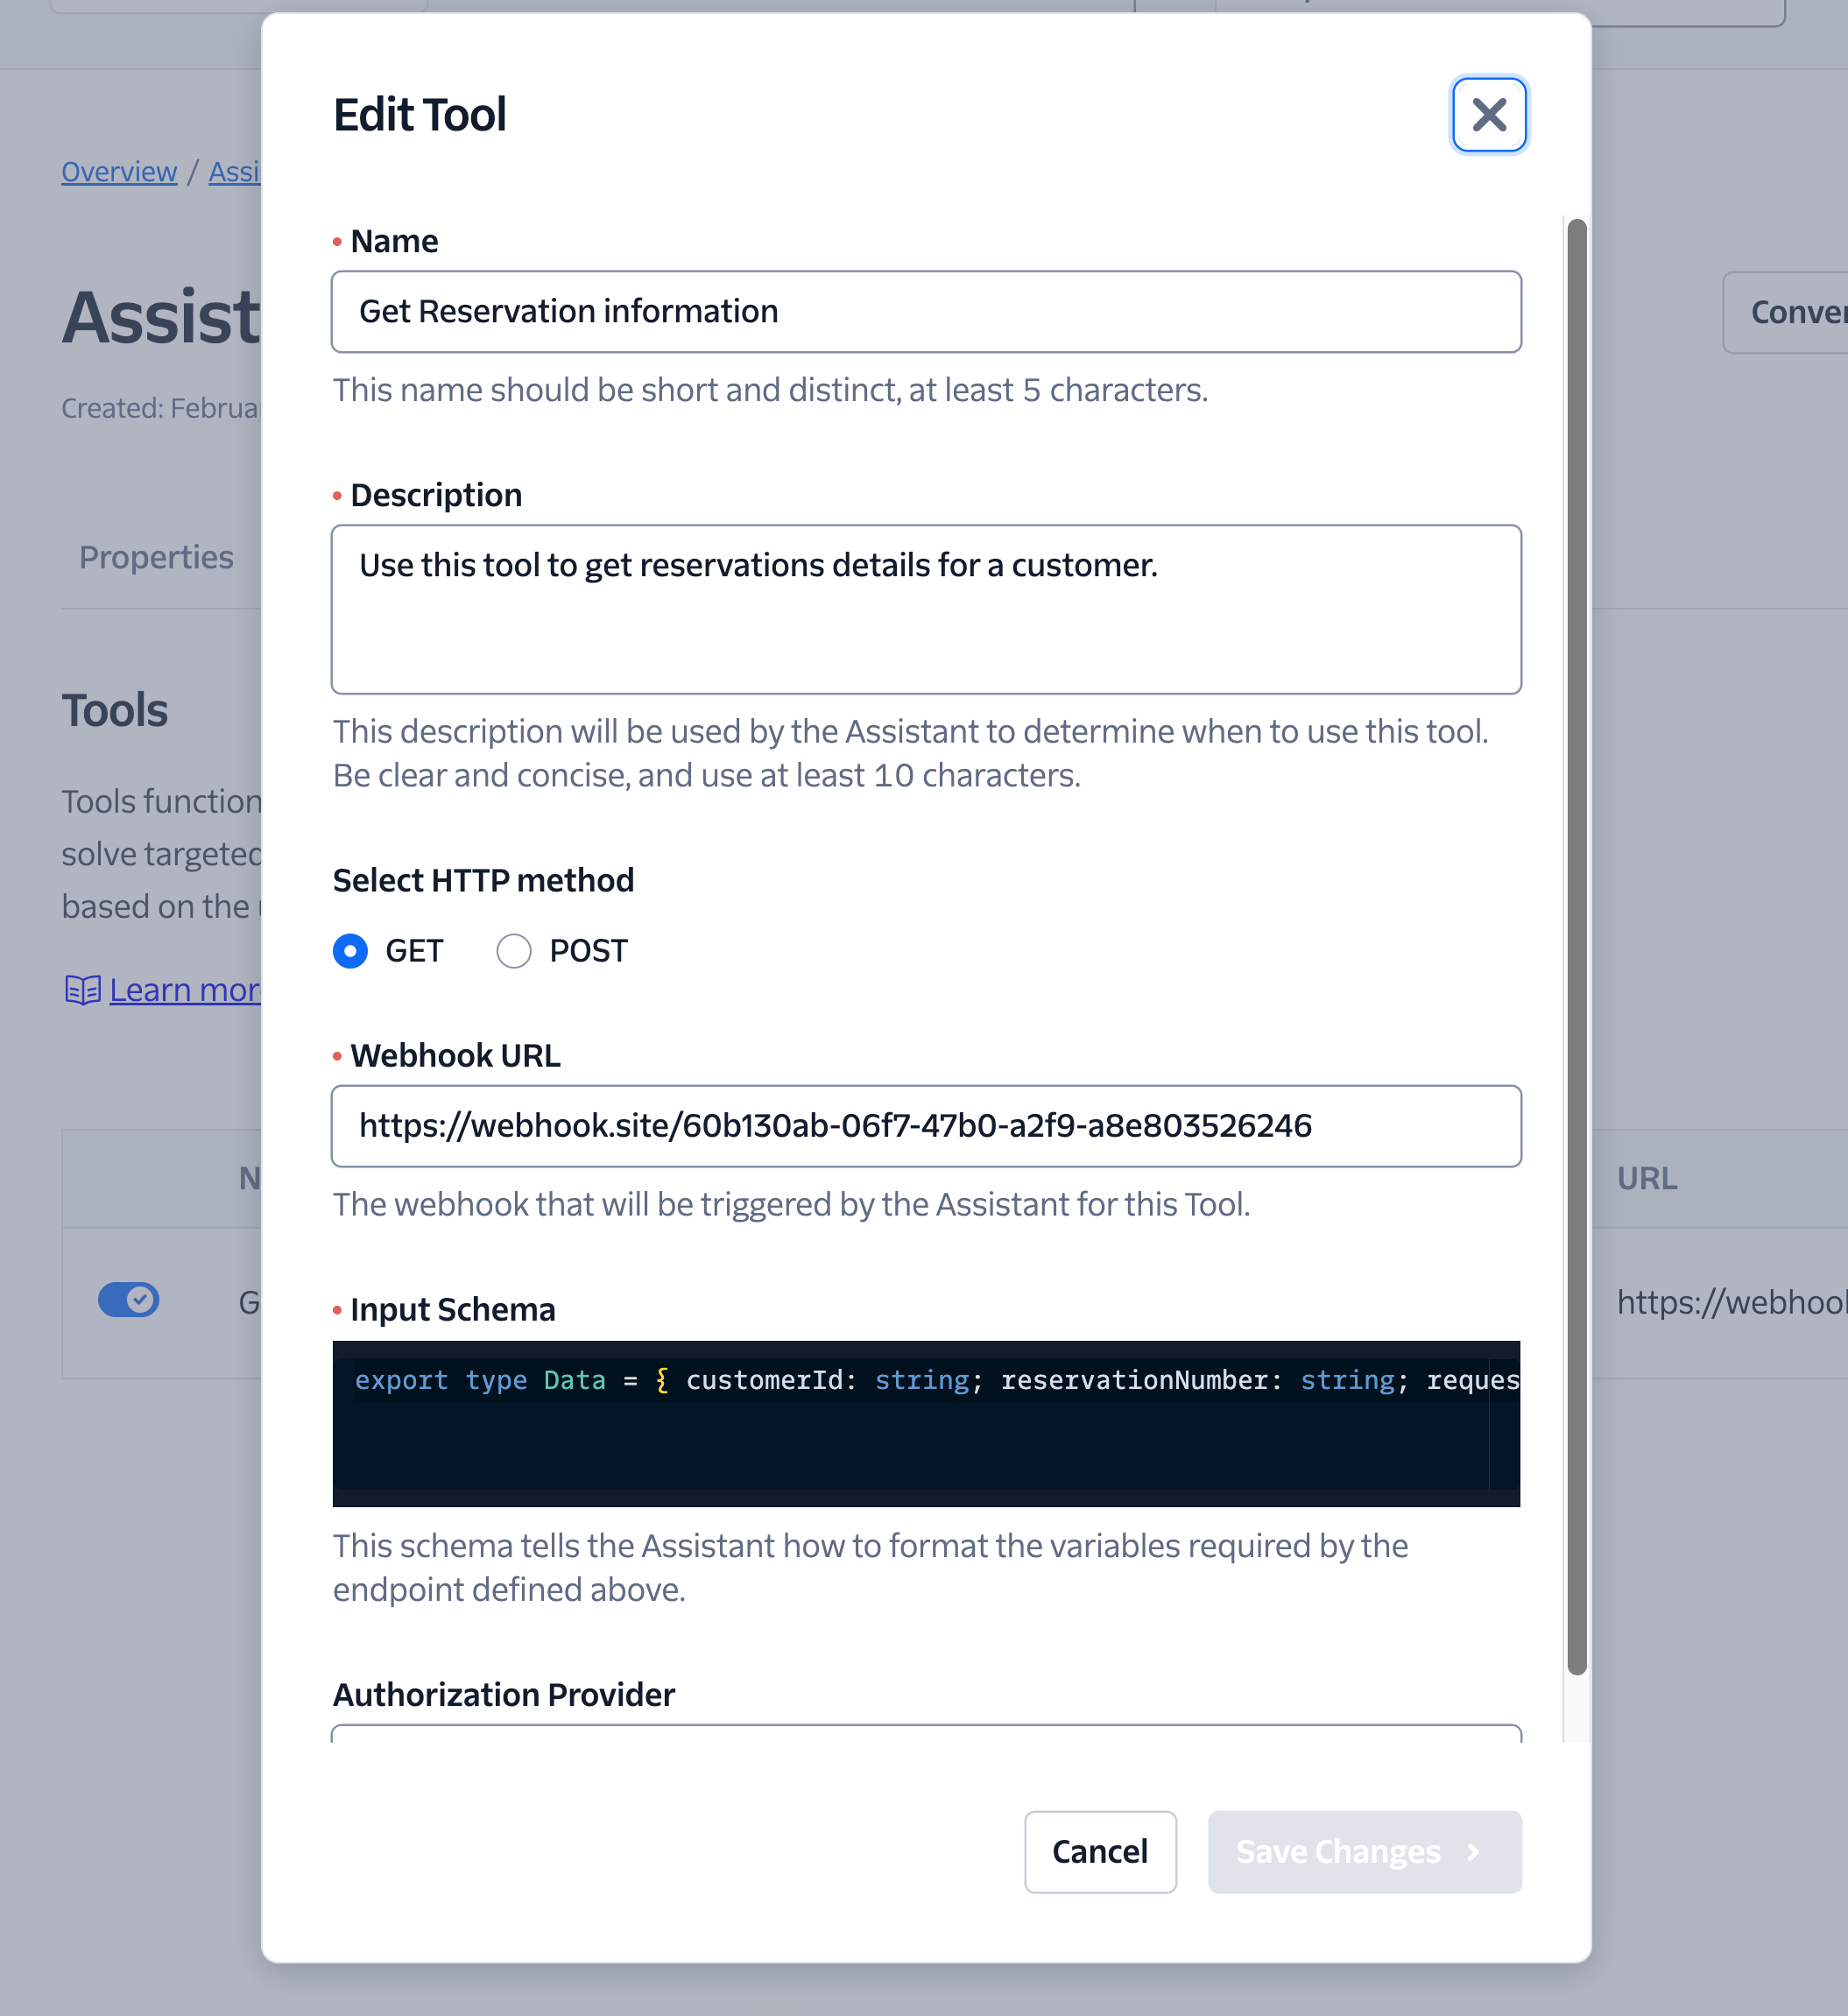 Edit Tool
Overview / Assi
Assist
Conver
Created: Februa
Properties
Tools
Tools function
solve targeted
based on the
Learn mor
N
URL
G
https://webhool
• Name
Get Reservation information
This name should be short and distinct, at least 5 characters.
• Description
Use this tool to get reservations details for a customer.
This description will be used by the Assistant to determine when to use this tool.
Be clear and concise, and use at least 10 characters.
Select HTTP method
GET
POST
• Webhook URL
https://webhook.site/60b130ab-06f7-47b0-a2f9-a8e803526246
The webhook that will be triggered by the Assistant for this Tool.
• Input Schema
export type Data = { customerId: string; reservationNumber: string; reques
This schema tells the Assistant how to format the variables required by the
endpoint defined above.
Authorization Provider
Cancel
Save Changes